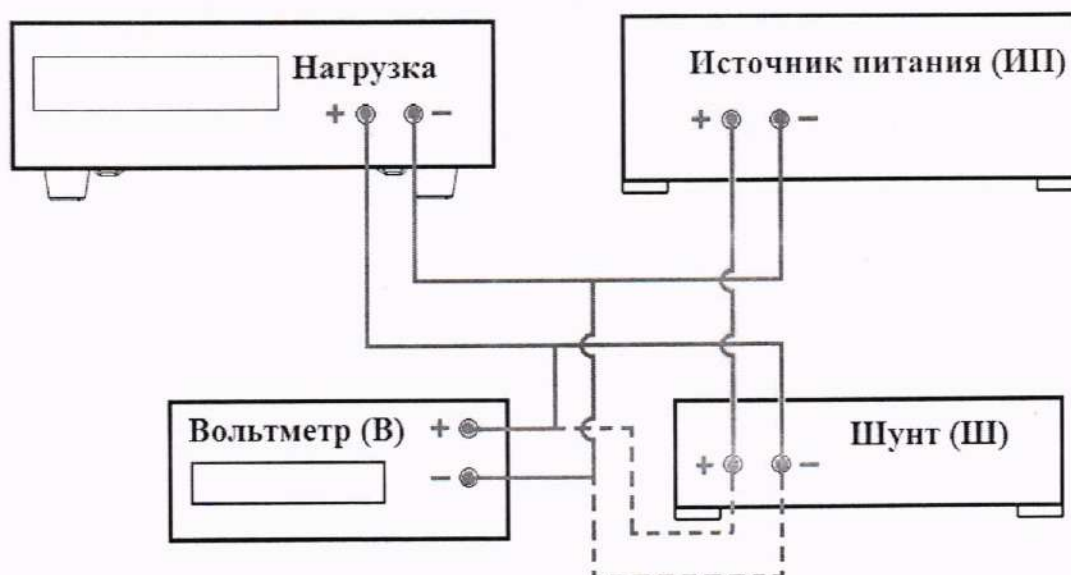 Нагрузка
+ −
Источник питания (ИП)
+ −
Вольтметр (В)
+
−
Шунт (Ш)
+ −